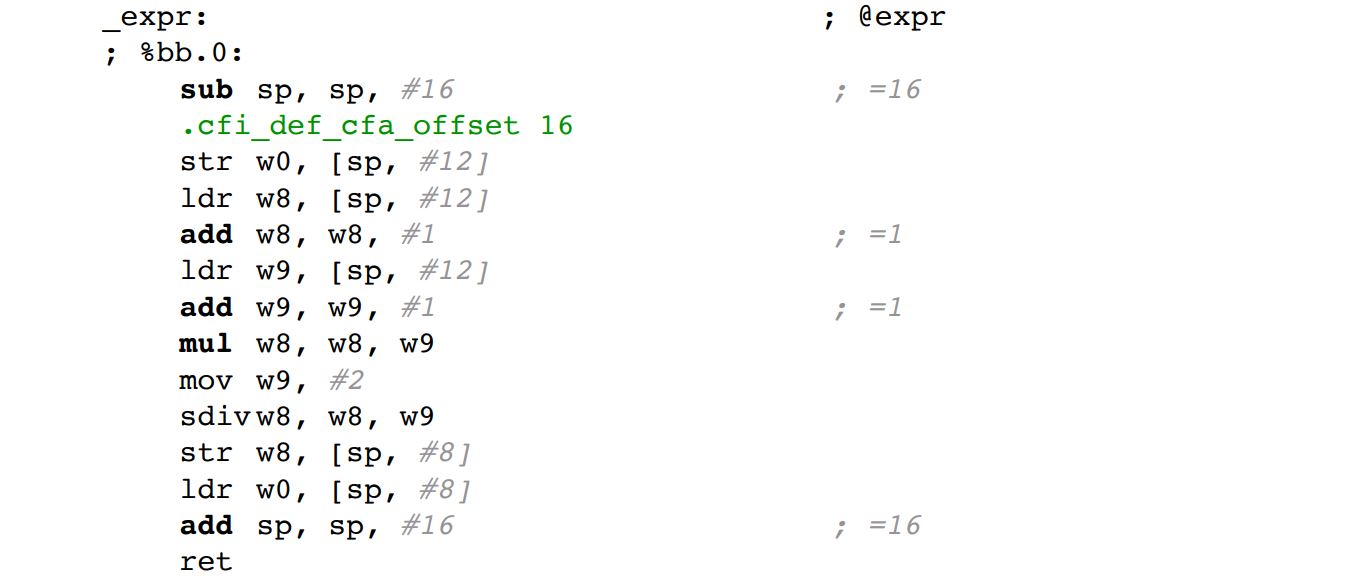 _expr: ; @expr
; %bb.0:
sub sp, sp, #16 ; =16
.cfi_def_cfa_offset 16
str w0, [sp, #12]
ldr w8, [sp, #12]
add w8, w8, #1 ; =1
ldr w9, [sp, #12]
add w9, w9, #1 ; =1
mul w8, w8, w9
mov w9, #2
sdiv w8, w8, w9
str w8, [sp, #8]
ldr w0, [sp, #8]
add sp, sp, #16 ; =16
ret